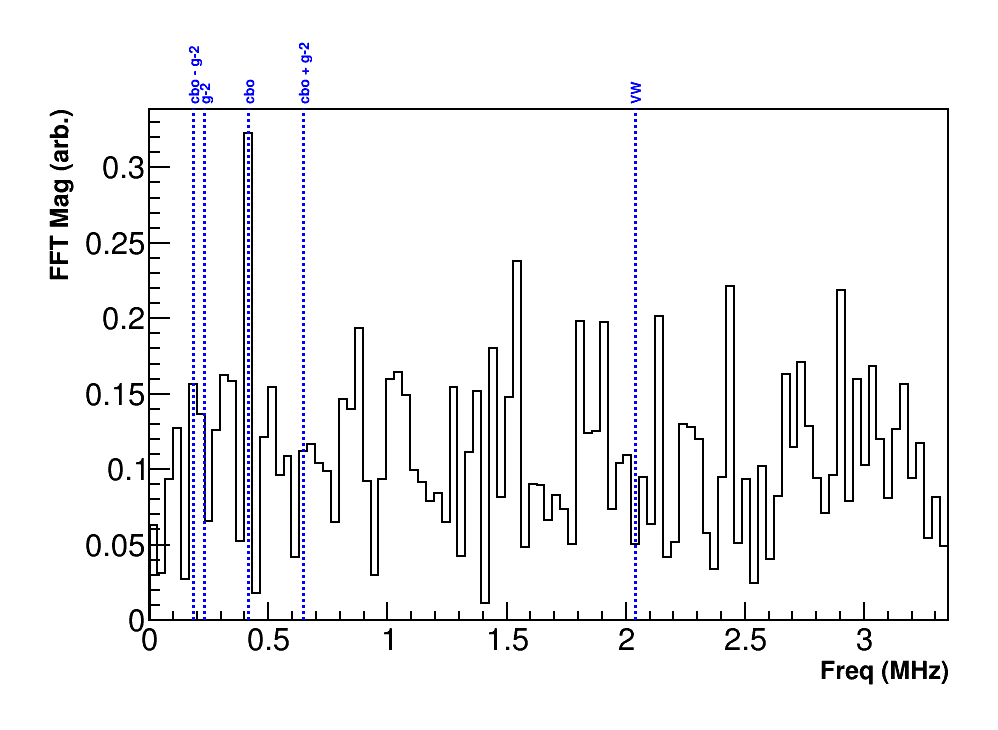 cbo - g-2
g-2
cbo
cbo + g-2
VW
FFT Mag (arb.)
0.3
0.25
0.2
0.15
0.1
0.05
0
0 0.5 1 1.5 2 2.5 3
Freq (MHz)